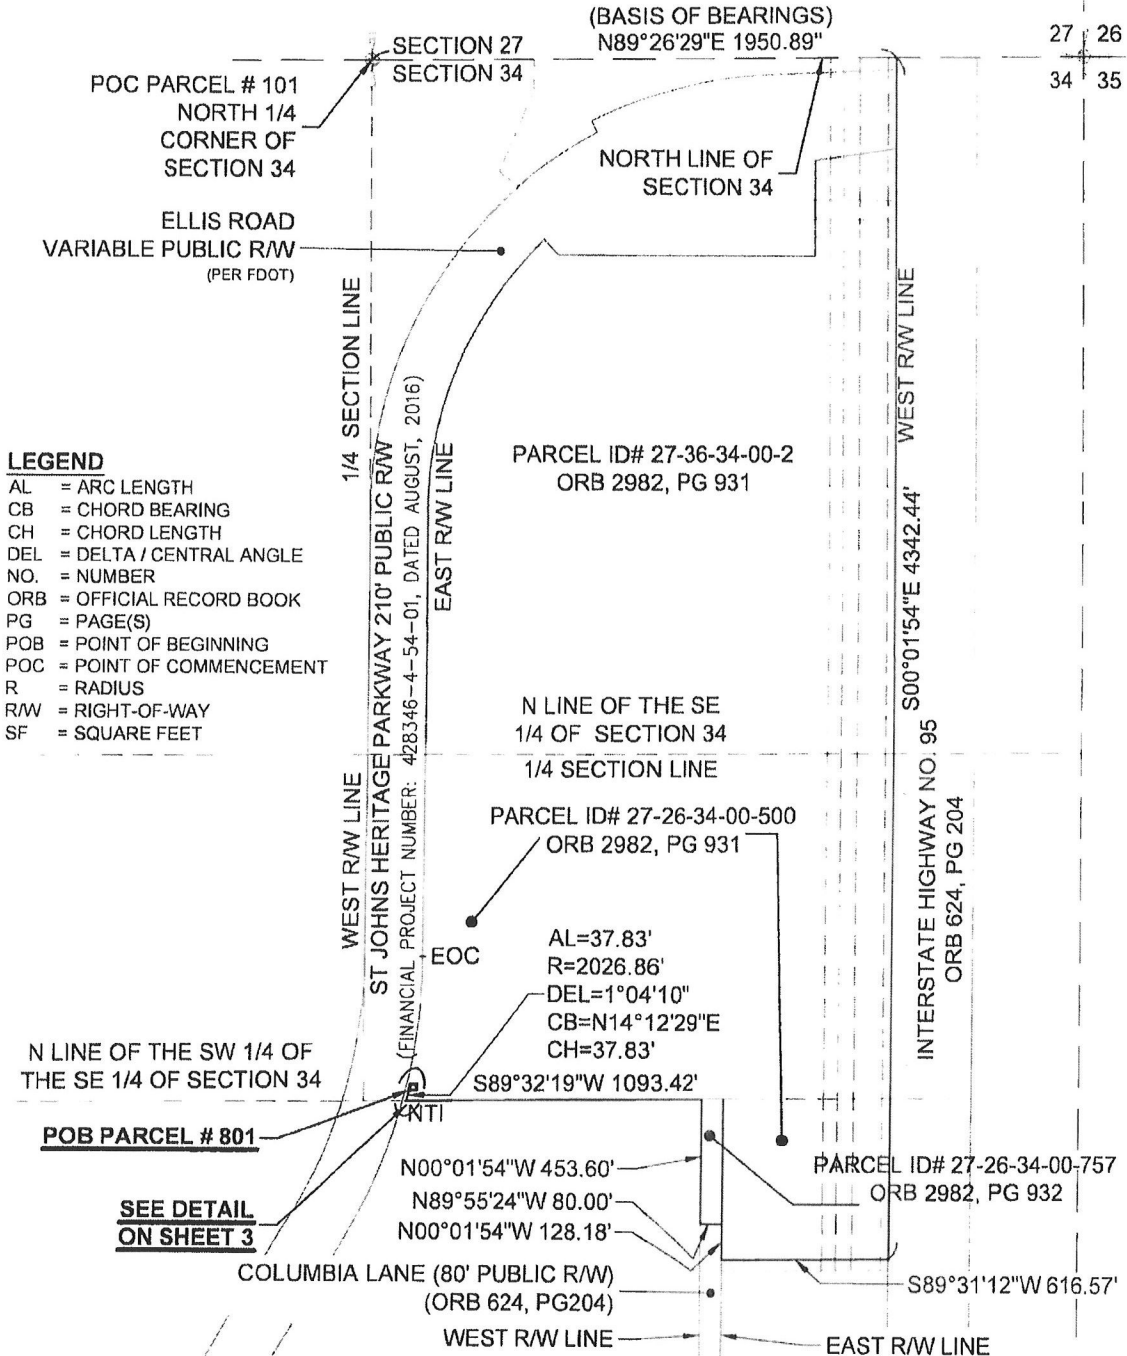 (BASIS OF BEARINGS)
N89°26'29"E 1950.89"
27 26
34 35
SECTION 27
SECTION 34
POC PARCEL # 101
NORTH 1/4
CORNER OF
SECTION 34
NORTH LINE OF
SECTION 34
ELLIS ROAD
VARIABLE PUBLIC R/W
(PER FDOT)
1/4 SECTION LINE
WEST R/W LINE
PARCEL ID# 27-36-34-00-2
ORB 2982, PG 931
LEGEND
AL = ARC LENGTH
CB = CHORD BEARING
CH = CHORD LENGTH
DEL = DELTA / CENTRAL ANGLE
NO. = NUMBER
ORB = OFFICIAL RECORD BOOK
PG = PAGE(S)
POB = POINT OF BEGINNING
POC = POINT OF COMMENCEMENT
R = RADIUS
R/W = RIGHT-OF-WAY
SF = SQUARE FEET
WEST R/W LINE
ST JOHNS HERITAGE PARKWAY 210' PUBLIC R/W
(FINANCIAL PROJECT NUMBER: 428346-4-54-01, DATED AUGUST, 2016)
EAST R/W LINE
S00°01'54"E 4342.44'
N LINE OF THE SE
1/4 OF SECTION 34
1/4 SECTION LINE
PARCEL ID# 27-26-34-00-500
ORB 2982, PG 931
INTERSTATE HIGHWAY NO. 95
ORB 624, PG 204
EOC
AL=37.83'
R=2026.86'
DEL=1°04'10"
CB=N14°12'29"E
CH=37.83'
N LINE OF THE SW 1/4 OF
THE SE 1/4 OF SECTION 34
S89°32'19"W 1093.42'
NTI
POB PARCEL # 801
N00°01'54"W 453.60'
PARCEL ID# 27-26-34-00-757
ORB 2982, PG 932
N89°55'24"W 80.00'
N00°01'54"W 128.18'
SEE DETAIL
ON SHEET 3
COLUMBIA LANE (80' PUBLIC R/W)
(ORB 624, PG204)
S89°31'12"W 616.57'
WEST R/W LINE
EAST R/W LINE